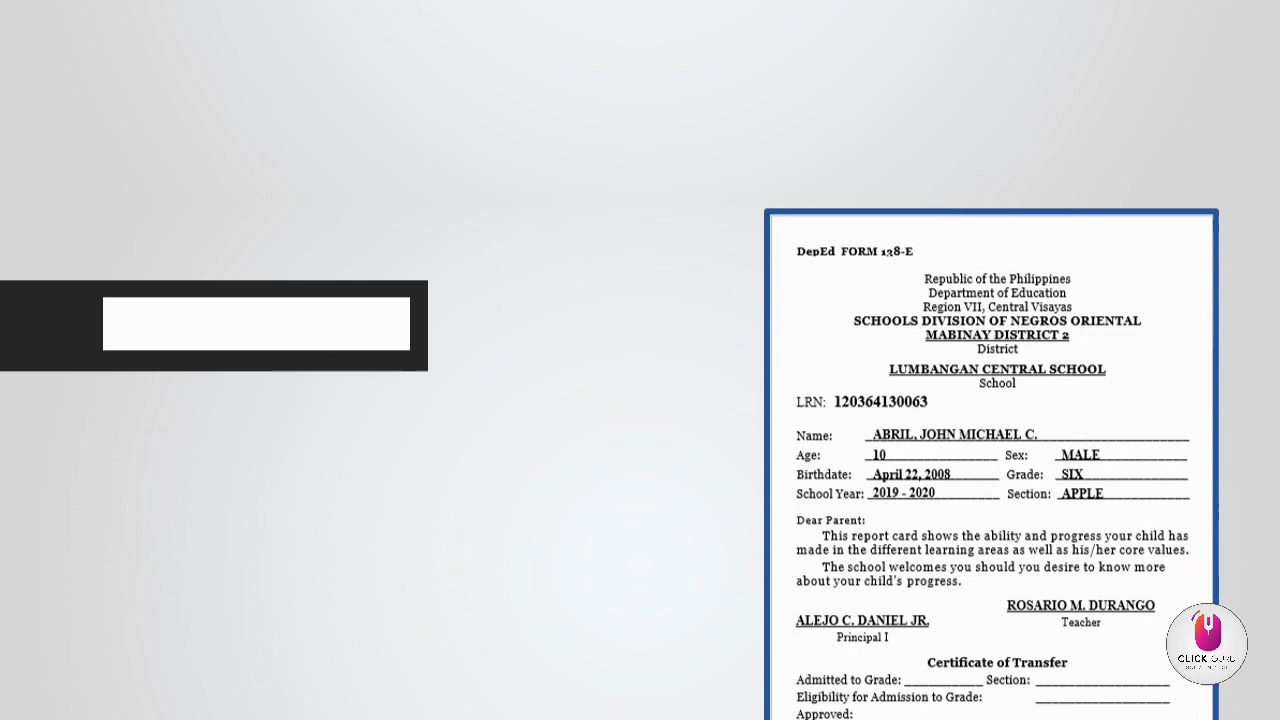 DepEd FORM 138-E
Republic of the Philippines
Department of Education
Region VII, Central Visayas
SCHOOLS DIVISION OF NEGROS ORIENTAL
MABINAY DISTRICT 2
District
LUMBANGAN CENTRAL SCHOOL
School
LRN: 120364130063
Name: ABRIL, JOHN MICHAEL C.
Age: 10 Sex: MALE
Birthdate: April 22, 2008 Grade: SIX
School Year: 2019 - 2020 Section: APPLE
Dear Parent:
This report card shows the ability and progress your child has
made in the different learning areas as well as his/her core values.
The school welcomes you should you desire to know more
about your child's progress.
ROSARIO M. DURANGO
Teacher
ALEJO C. DANIEL JR.
Principal I
Certificate of Transfer
Admitted to Grade: ____________ Section: ____________________
Eligibility for Admission to Grade: ____________________
Approved:
CLICK